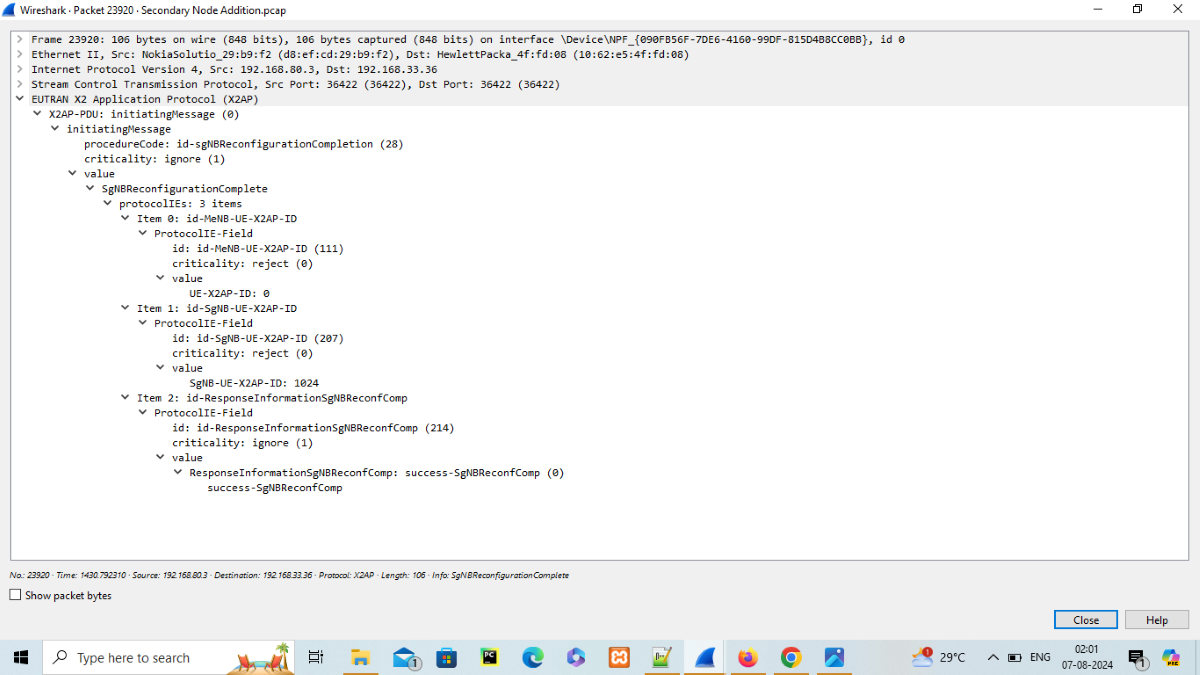 Wireshark · Packet 23920 · Secondary Node Addition.pcap
Frame 23920: 106 bytes on wire (848 bits), 106 bytes captured (848 bits) on interface \Device\NPF_{090FB56F-7DE6-4160-99DF-815D4B8CC0BB}, id 0
Ethernet II, Src: NokiaSolutio_29:b9:f2 (d8:ef:cd:29:b9:f2), Dst: HewlettPacka_4f:fd:08 (10:62:e5:4f:fd:08)
Internet Protocol Version 4, Src: 192.168.80.3, Dst: 192.168.33.36
Stream Control Transmission Protocol, Src Port: 36422 (36422), Dst Port: 36422 (36422)
EUTRAN X2 Application Protocol (X2AP)
X2AP-PDU: initiatingMessage (0)
initiatingMessage
procedureCode: id-sgNBReconfigurationCompletion (28)
criticality: ignore (1)
value
SgNBReconfigurationComplete
protocolIEs: 3 items
Item 0: id-MeNB-UE-X2AP-ID
ProtocolIE-Field
id: id-MeNB-UE-X2AP-ID (111)
criticality: reject (0)
value
UE-X2AP-ID: 0
Item 1: id-SgNB-UE-X2AP-ID
ProtocolIE-Field
id: id-SgNB-UE-X2AP-ID (207)
criticality: reject (0)
value
SgNB-UE-X2AP-ID: 1024
Item 2: id-ResponseInformationSgNBReconfComp
ProtocolIE-Field
id: id-ResponseInformationSgNBReconfComp (214)
criticality: ignore (1)
value
ResponseInformationSgNBReconfComp: success-SgNBReconfComp (0)
success-SgNBReconfComp
No.: 23920 · Time: 1430.792310 · Source: 192.168.80.3 · Destination: 192.168.33.36 · Protocol: X2AP · Length: 106 · Info: SgNBReconfigurationComplete
Show packet bytes
Close Help
Type here to search
1
PC
1
29°C
ENG
02:01
07-08-2024
1
PRE